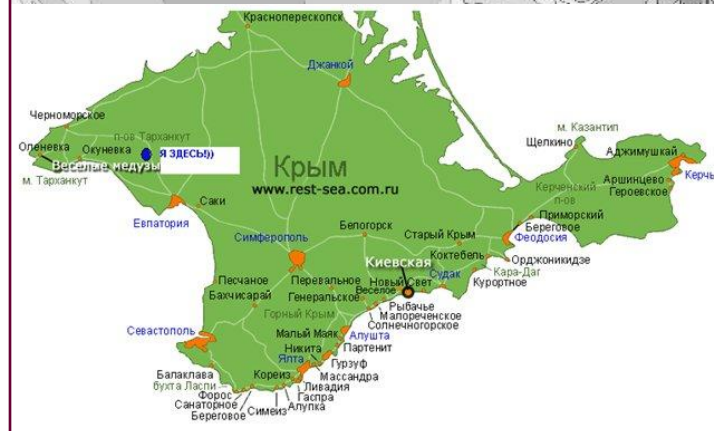 Красноперескопск
Джанкой
Черноморское
п-ов Тарханкут
Оленевка
Окуневка
Я ЗДЕСЬ!))
Веселые медузы
м. Тарханкут
м. Казантип
Щелкино
Аджимушкай
Керчь
Аршинцево
Героевское
Керченский
п-ов
Крым
www.rest-sea.com.ru
Евпатория
Саки
Приморский
Береговое
Феодосия
Белогорск
Старый Крым
Симферополь
Коктебель
Орджоникидзе
Киевская
Кара-Даг
Судак
Курортное
Песчаное
Перевальное
Новый Свет
Веселое
Бахчисарай
Генеральское
Рыбачье
Малореченское
Солнечногорское
Горный Крым
Севастополь
Малый Маяк
Алушта
Партенит
Никита
Гурзуф
Ялта
Массандра
Балаклава
Кореиз
Ливадия
бухта Ласпи
Гаспра
Форос
Алупка
Санаторное
Симеиз
Береговое